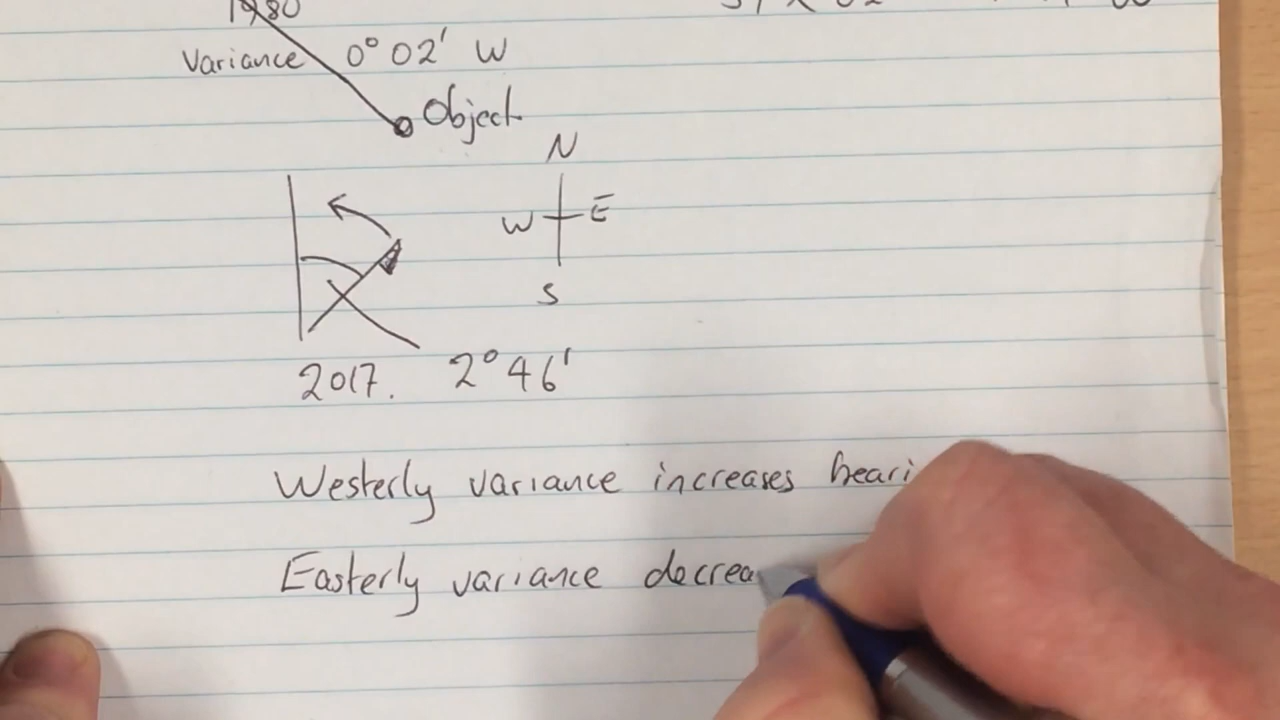 1980
Variance 0° 02' W
Object
N
W E
S
2017. 2° 46'
Westerly variance increases beari
Easterly variance decrea